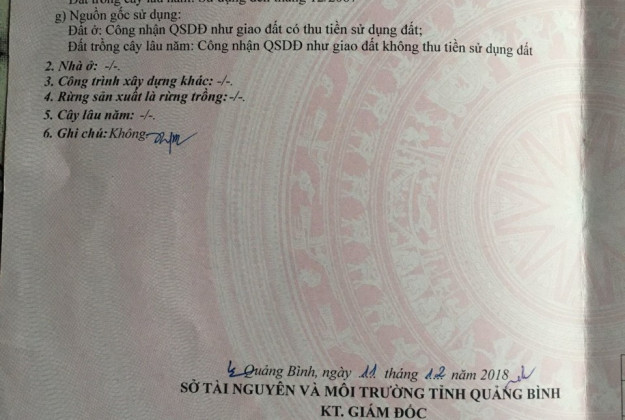 g) Nguồn gốc sử dụng:
Đất ở: Công nhận QSDĐ như giao đất có thu tiền sử dụng đất;
Đất trồng cây lâu năm: Công nhận QSDĐ như giao đất không thu tiền sử dụng đất
2. Nhà ở: -/-.
3. Công trình xây dựng khác: -/-.
4. Rừng sản xuất là rừng trồng:-/-.
5. Cây lâu năm: -/-.
6. Ghi chú: Không
Quảng Bình, ngày 11 tháng 12 năm 2018
SỞ TÀI NGUYÊN VÀ MÔI TRƯỜNG TỈNH QUẢNG BÌNH
KT. GIÁM ĐỐC